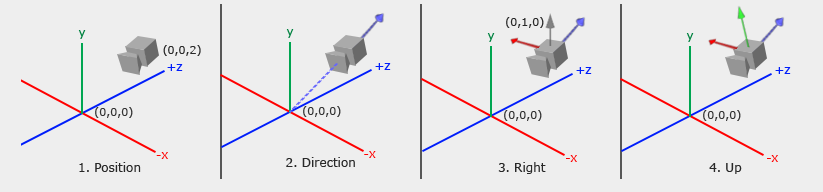 y
(0,0,2)
+z
(0,0,0)
-x
1. Position
y
+z
(0,0,0)
-x
2. Direction
(0,1,0)
y
+z
(0,0,0)
-x
3. Right
y
+z
(0,0,0)
-x
4. Up